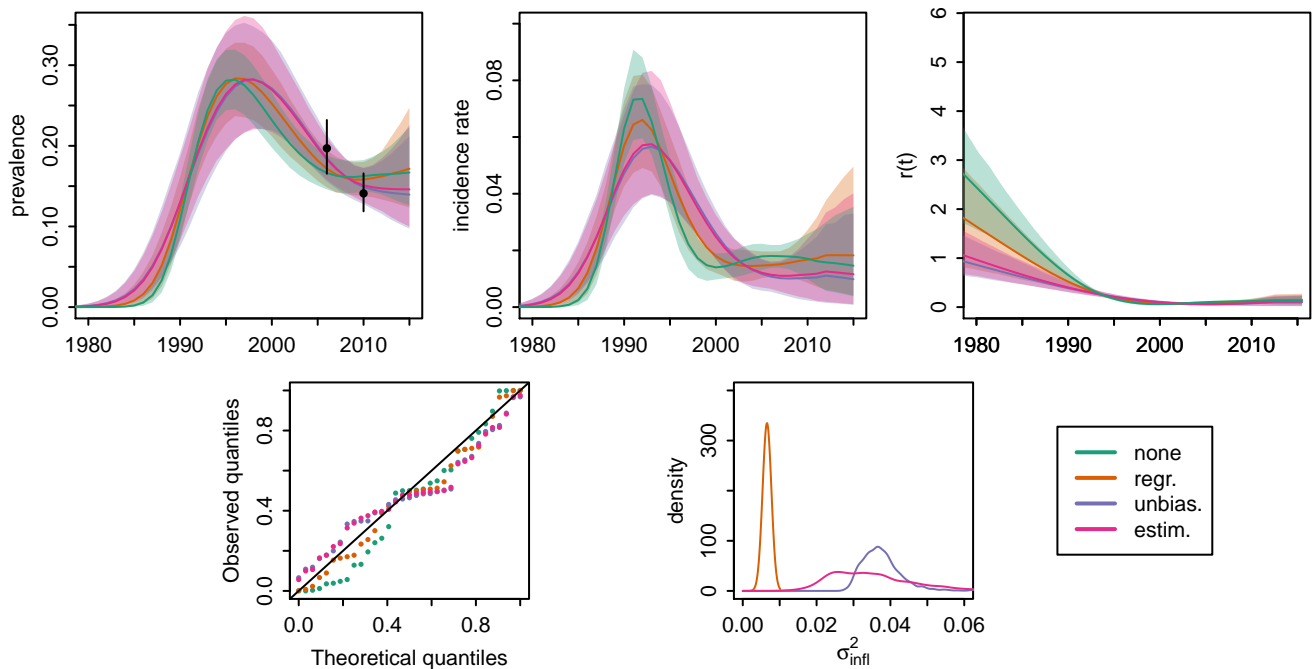 prevalence
0.00 0.10 0.20 0.30
1980 1990 2000 2010
incidence rate
0.00 0.04 0.08
1980 1990 2000 2010
r(t)
0 1 2 3 4 5 6
1980 1990 2000 2010
Observed quantiles
0.0 0.4 0.8
0.0 0.4 0.8
Theoretical quantiles
density
0 100 300
0.00 0.02 0.04 0.06
σ²infl
none
regr.
unbias.
estim.